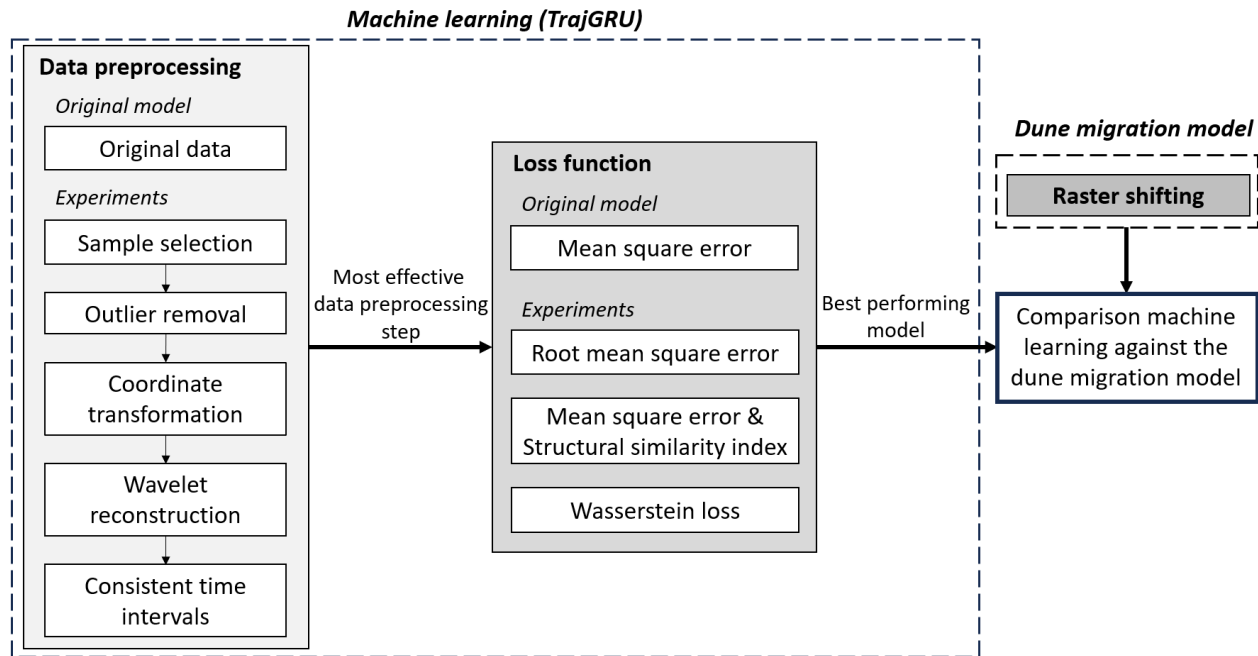 Machine learning (TrajGRU)
Data preprocessing
Original model
Original data
Experiments
Sample selection
Outlier removal
Coordinate
transformation
Wavelet
reconstruction
Consistent time
intervals
Most effective
data preprocessing
step
Loss function
Original model
Mean square error
Experiments
Root mean square error
Mean square error &
Structural similarity index
Wasserstein loss
Best performing
model
Dune migration model
Raster shifting
Comparison machine
learning against the
dune migration model